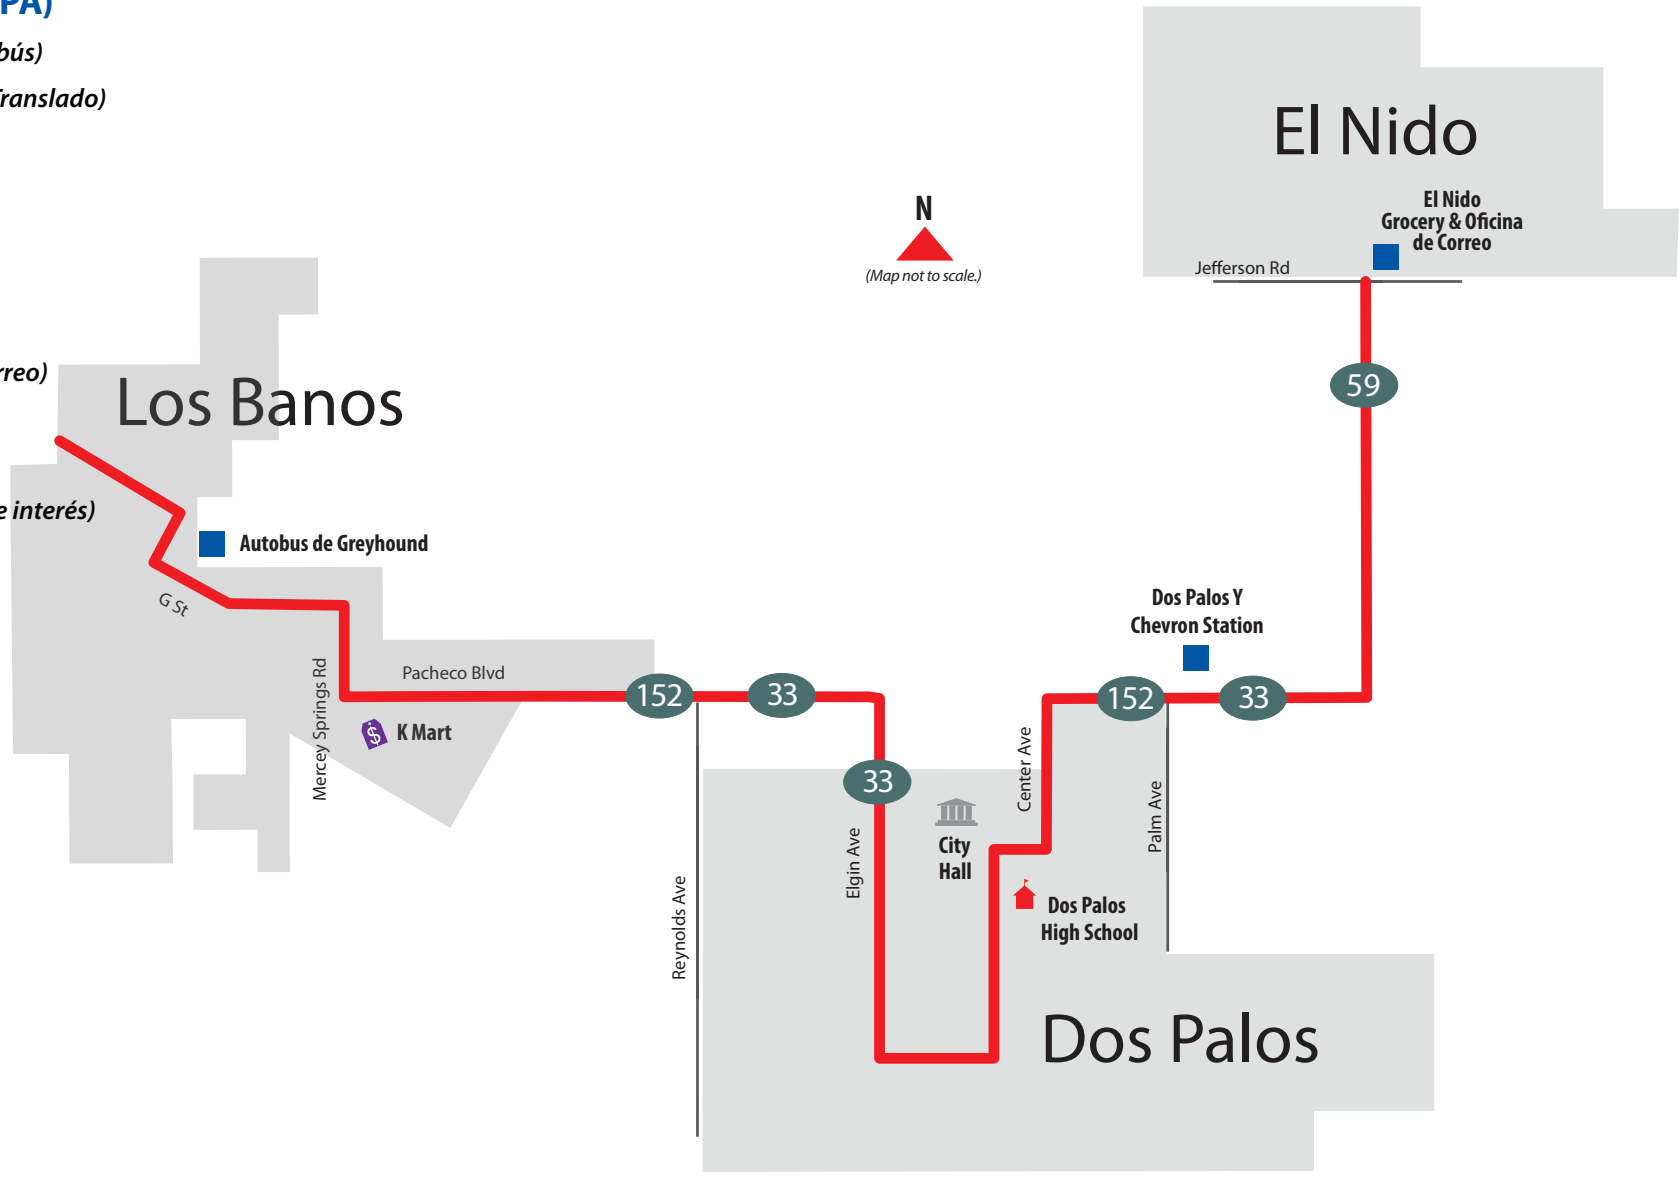 PA)
bús)
Translado)
rreo)
e interés)
El Nido
El Nido
Grocery & Oficina
de Correo
Jefferson Rd
N
(Map not to scale.)
59
Los Banos
Autobus de Greyhound
G St
Mercey Springs Rd
Pacheco Blvd
K Mart
152
33
33
Dos Palos Y
Chevron Station
152
33
Center Ave
Palm Ave
Elgin Ave
Reynolds Ave
City
Hall
Dos Palos
High School
Dos Palos